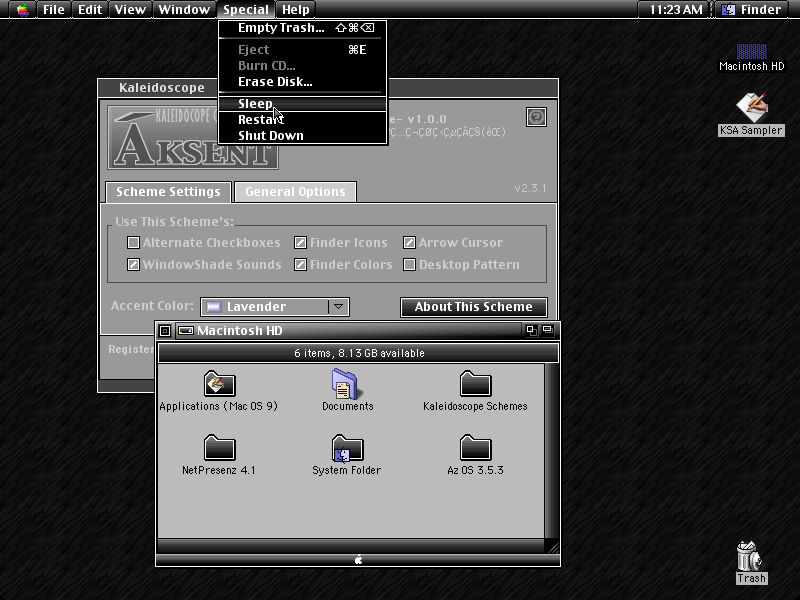 File Edit View Window Special Help 11:23 AM Finder
Empty Trash... ⇧⌘⌫
Eject ⌘E
Burn CD...
Erase Disk...
Sleep
Restart
Shut Down
Macintosh HD
KSA Sampler
Kaleidoscope
KALEIDOSCOPE
AKSENT
v1.0.0
Scheme Settings
General Options
v2.3.1
Use This Scheme's:
Alternate Checkboxes
Finder Icons
Arrow Cursor
WindowShade Sounds
Finder Colors
Desktop Pattern
Accent Color:
Lavender
About This Scheme
Macintosh HD
6 items, 8.13 GB available
Applications (Mac OS 9)
Documents
Kaleidoscope Schemes
NetPresenz 4.1
System Folder
Az OS 3.5.3
Trash